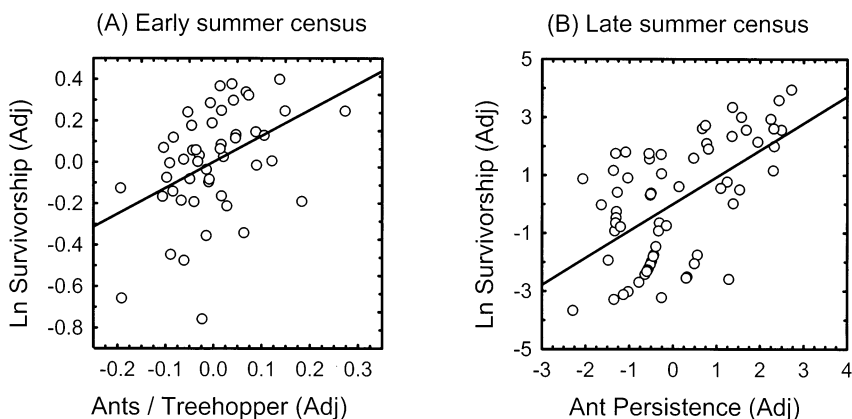 (A) Early summer census
Ln Survivorship (Adj)
0.4
0.2
0.0
-0.2
-0.4
-0.6
-0.8
-0.2 -0.1 0.0 0.1 0.2 0.3
Ants / Treehopper (Adj)
(B) Late summer census
Ln Survivorship (Adj)
5
3
1
-1
-3
-5
-3 -2 -1 0 1 2 3 4
Ant Persistence (Adj)